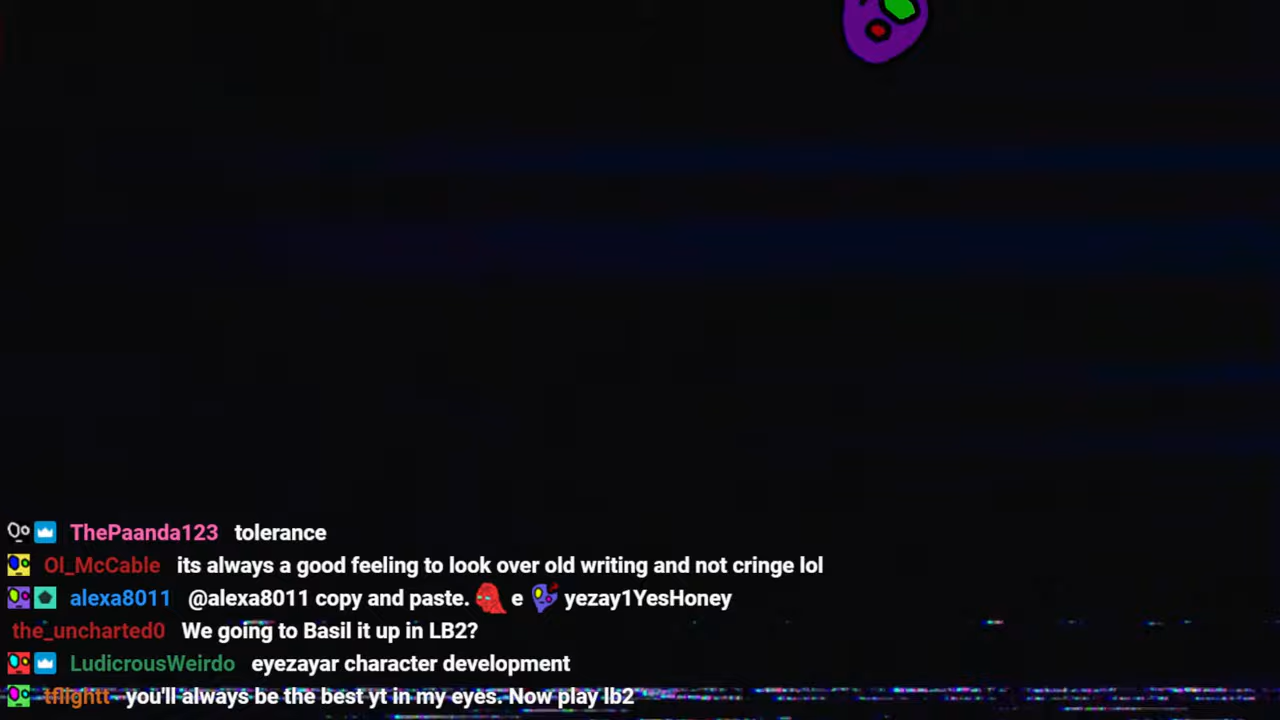 ThePaanda123 tolerance
Ol_McCable its always a good feeling to look over old writing and not cringe lol
alexa8011 @alexa8011 copy and paste. e yezay1YesHoney
the_uncharted0 We going to Basil it up in LB2?
LudicrousWeirdo eyezayar character development
tflightt you'll always be the best yt in my eyes. Now play lb2